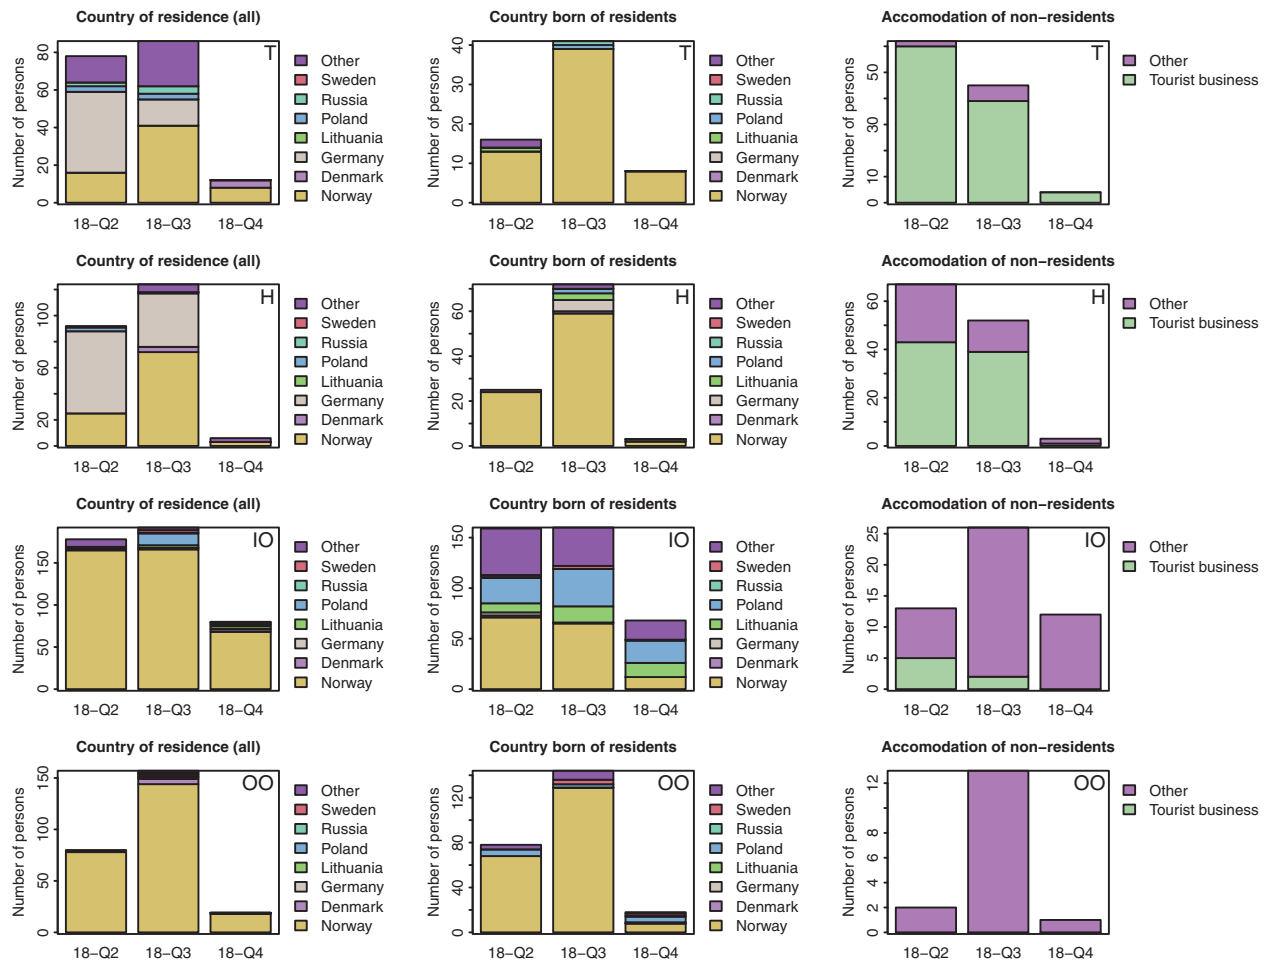 Country of residence (all)
Number of persons
0 20 40 60 80
T
18−Q2 18−Q3 18−Q4
Other
Sweden
Russia
Poland
Lithuania
Germany
Denmark
Norway
Country born of residents
Number of persons
0 10 20 30 40
T
18−Q2 18−Q3 18−Q4
Other
Sweden
Russia
Poland
Lithuania
Germany
Denmark
Norway
Accomodation of non−residents
Number of persons
0 10 30 50
T
18−Q2 18−Q3 18−Q4
Other
Tourist business
Country of residence (all)
Number of persons
0 20 60 100
H
18−Q2 18−Q3 18−Q4
Other
Sweden
Russia
Poland
Lithuania
Germany
Denmark
Norway
Country born of residents
Number of persons
0 20 40 60
H
18−Q2 18−Q3 18−Q4
Other
Sweden
Russia
Poland
Lithuania
Germany
Denmark
Norway
Accomodation of non−residents
Number of persons
0 20 40 60
H
18−Q2 18−Q3 18−Q4
Other
Tourist business
Country of residence (all)
Number of persons
0 50 100 150
IO
18−Q2 18−Q3 18−Q4
Other
Sweden
Russia
Poland
Lithuania
Germany
Denmark
Norway
Country born of residents
Number of persons
0 50 100 150
IO
18−Q2 18−Q3 18−Q4
Other
Sweden
Russia
Poland
Lithuania
Germany
Denmark
Norway
Accomodation of non−residents
Number of persons
0 5 10 15 20 25
IO
18−Q2 18−Q3 18−Q4
Other
Tourist business
Country of residence (all)
Number of persons
0 50 100 150
OO
18−Q2 18−Q3 18−Q4
Other
Sweden
Russia
Poland
Lithuania
Germany
Denmark
Norway
Country born of residents
Number of persons
0 40 80 120
OO
18−Q2 18−Q3 18−Q4
Other
Sweden
Russia
Poland
Lithuania
Germany
Denmark
Norway
Accomodation of non−residents
Number of persons
0 2 4 6 8 12
OO
18−Q2 18−Q3 18−Q4
Other
Tourist business